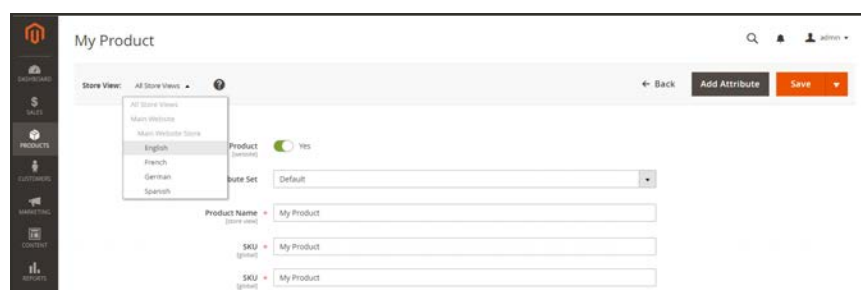 My Product
admin
DASHBOARD
Store View: All Store Views
← Back
Add Attribute
Save
SALES
All Store Views
Main Website
Main Website Store
PRODUCTS
English
Product
[website]
Yes
French
German
bute Set
Default
CUSTOMERS
Spanish
MARKETING
Product Name *
[store view]
My Product
CONTENT
SKU *
[global]
My Product
REPORTS
SKU *
[global]
My Product